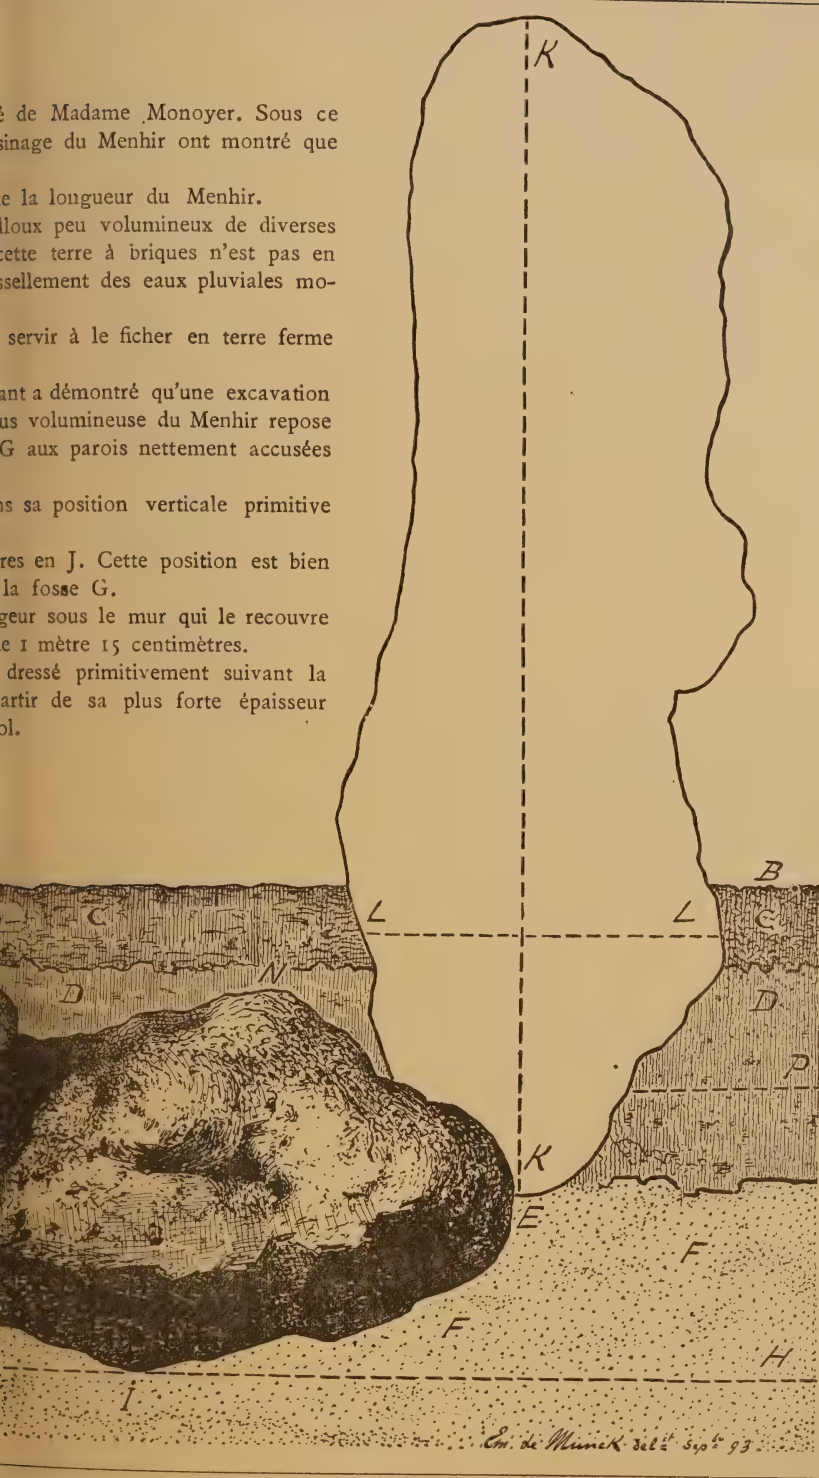 é de Madame Monoyer. Sous ce
sinage du Menhir ont montré que
e la longueur du Menhir.
lloux peu volumineux de diverses
cette terre à briques n'est pas en
ssellement des eaux pluviales mo-
servir à le ficher en terre ferme
ant a démontré qu'une excavation
us volumineuse du Menhir repose
G aux parois nettement accusées
ns sa position verticale primitive
res en J. Cette position est bien
la fosse G.
geur sous le mur qui le recouvre
e 1 mètre 15 centimètres.
dressé primitivement suivant la
artir de sa plus forte épaisseur
ol.
K
B
C
L
L
C
N
D
D
P
K
E
F
F
H
I
Em. de Munck delt. Septe 93